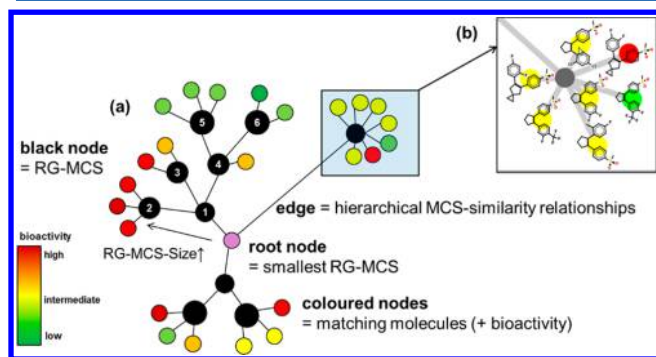 (b)
(a)
5
6
black node
= RG-MCS
3
4
2
1
edge = hierarchical MCS-similarity relationships
bioactivity
high
RG-MCS-Size↑
root node
= smallest RG-MCS
intermediate
coloured nodes
= matching molecules (+ bioactivity)
low